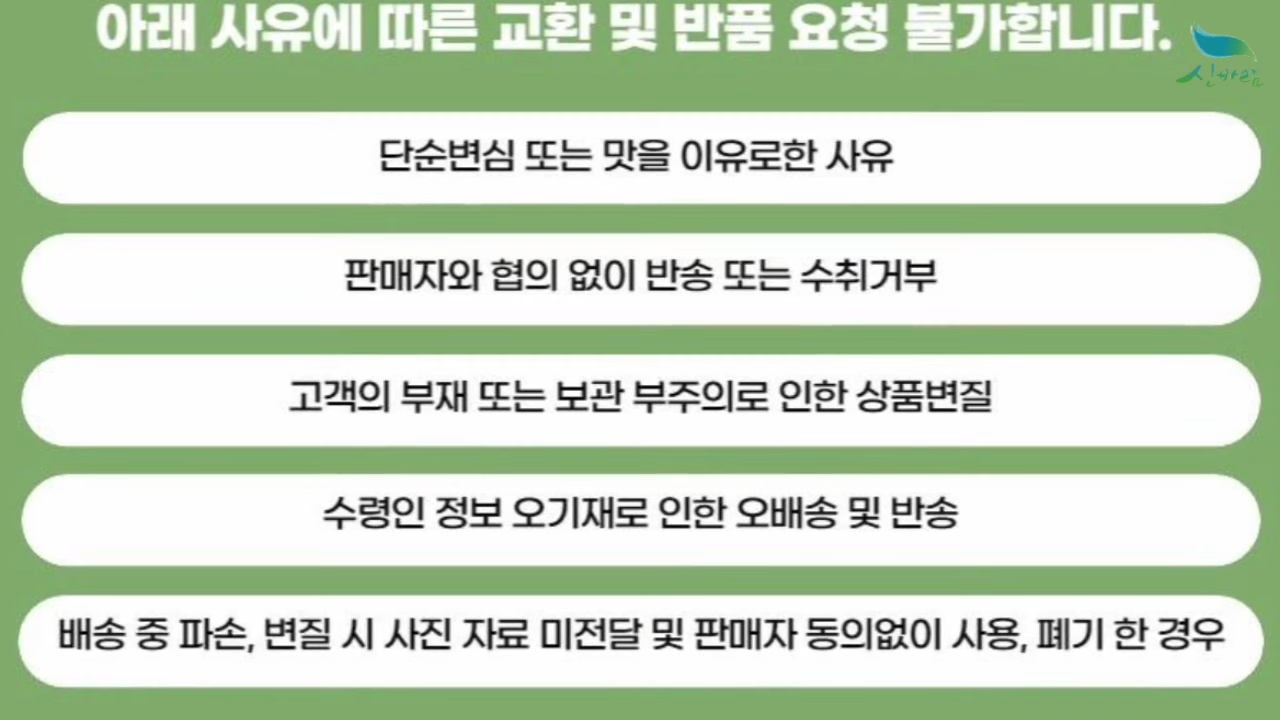 아래 사유에 따른 교환 및 반품 요청 불가합니다.
신바람
단순변심 또는 맛을 이유로한 사유
판매자와 협의 없이 반송 또는 수취거부
고객의 부재 또는 보관 부주의로 인한 상품변질
수령인 정보 오기재로 인한 오배송 및 반송
배송 중 파손, 변질 시 사진 자료 미전달 및 판매자 동의없이 사용, 폐기 한 경우